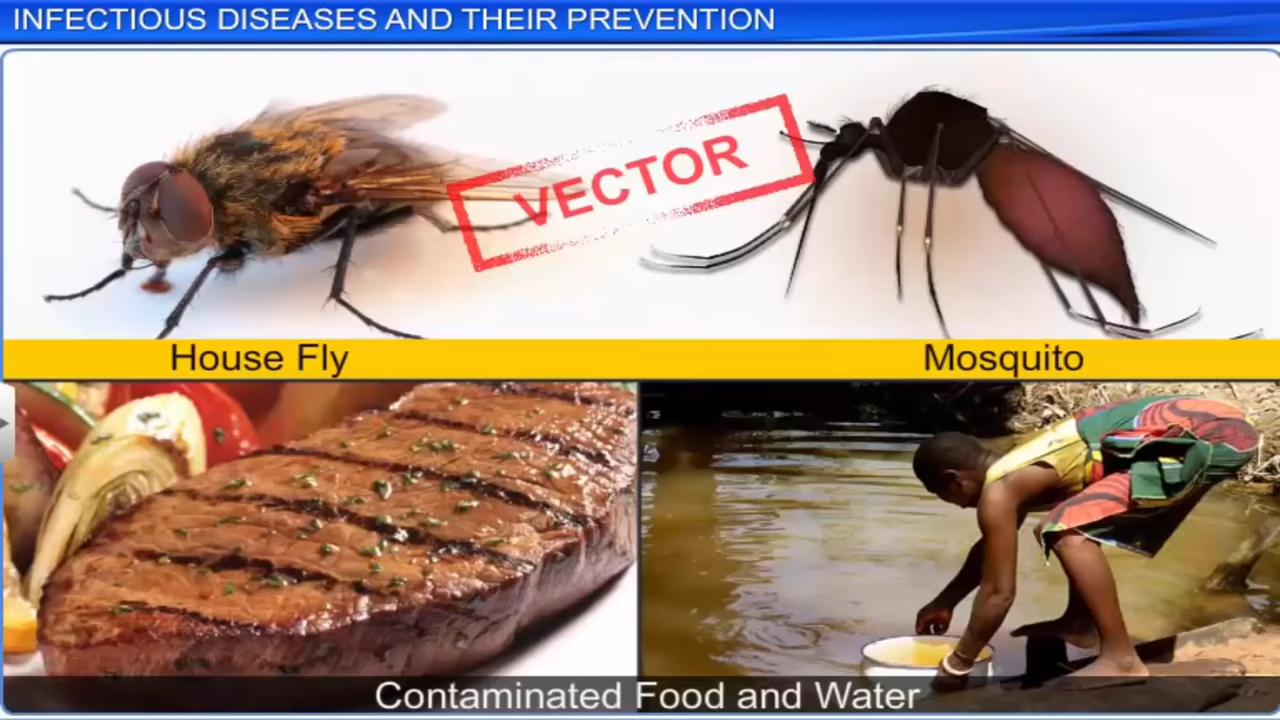 INFECTIOUS DISEASES AND THEIR PREVENTION
VECTOR
House Fly
Mosquito
Contaminated Food and Water